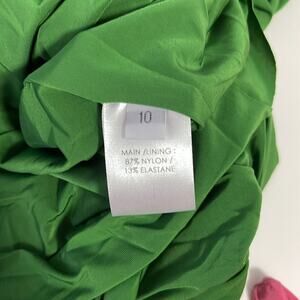 10
MAIN /LINING :
87% NYLON /
13% ELASTANE